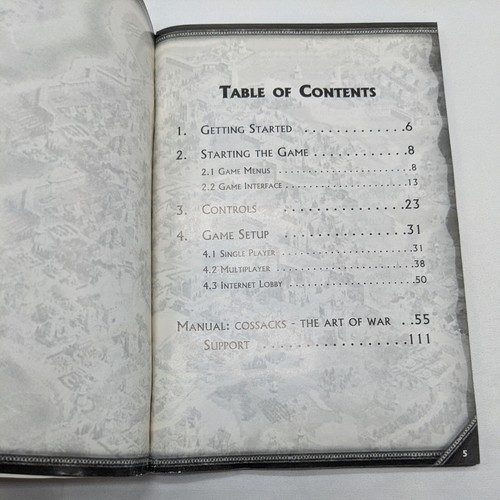 TABLE OF CONTENTS
1. GETTING STARTED . . . . . . . . . . . . .6
2. STARTING THE GAME . . . . . . . . . . . .8
2.1 GAME MENUS . . . . . . . . . . . . . . . . . . .8
2.2 GAME INTERFACE . . . . . . . . . . . . . . . . .13
3. CONTROLS . . . . . . . . . . . . . . . .23
4. GAME SETUP . . . . . . . . . . . . . . .31
4.1 SINGLE PLAYER . . . . . . . . . . . . . . . . . .31
4.2 MULTIPLAYER . . . . . . . . . . . . . . . . . . .38
4.3 INTERNET LOBBY . . . . . . . . . . . . . . . . .50
MANUAL: COSSACKS - THE ART OF WAR . .55
SUPPORT . . . . . . . . . . . . . . . . . .111
5